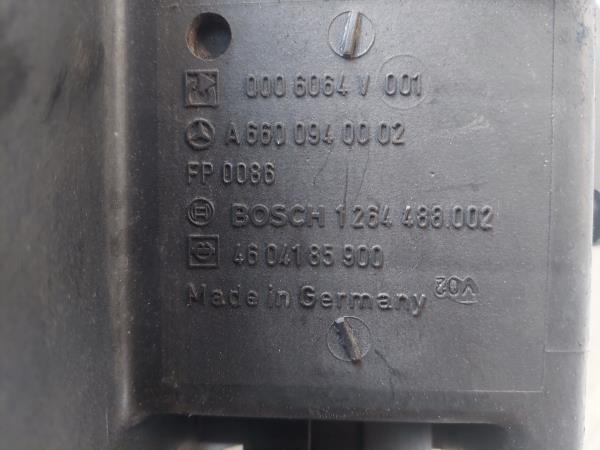 000 6064 V 001
A 660 094 00 02
FP 0086
BOSCH 1 264 488.002
46 041 85 900
Made in Germany V02